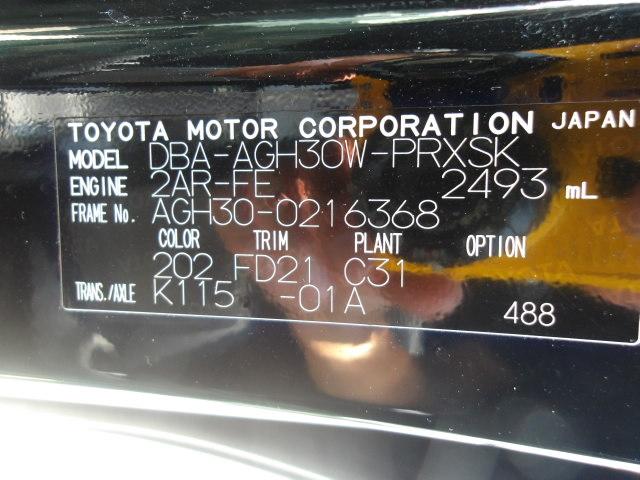 TOYOTA MOTOR CORPORATION JAPAN
MODEL DBA-AGH30W-PRXSK
ENGINE 2AR-FE 2493 mL
FRAME No. AGH30-0216368
COLOR TRIM PLANT OPTION
202 FD21 C31
TRANS./AXLE K115 -01A
488